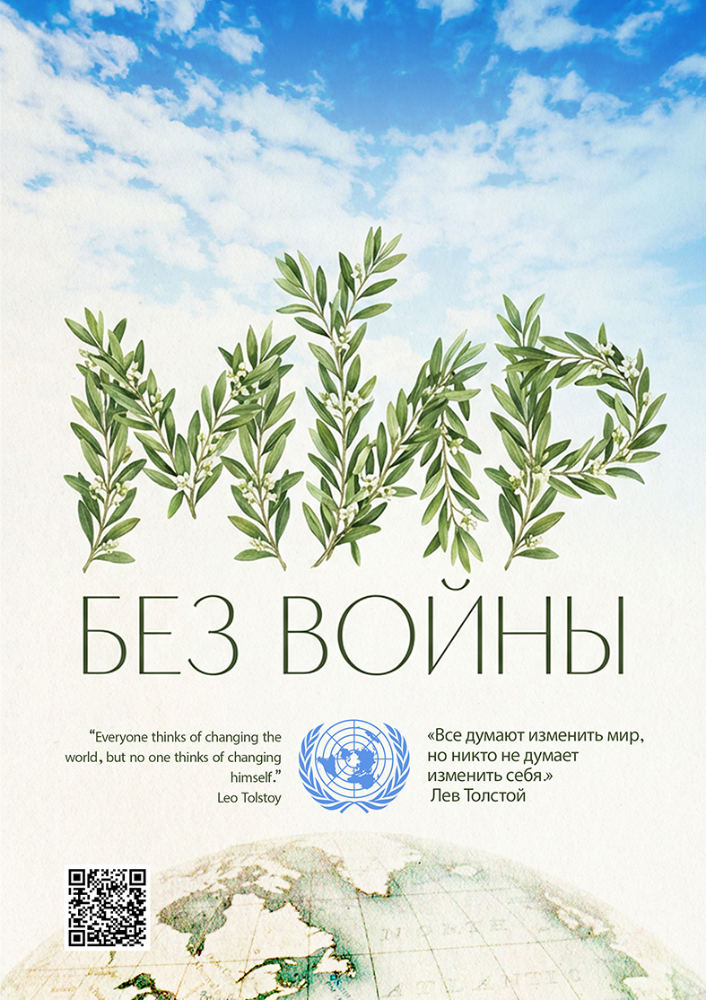 МИР
БЕЗ ВОЙНЫ
“Everyone thinks of changing the
world, but no one thinks of changing
himself.”
Leo Tolstoy
«Все думают изменить мир,
но никто не думает
изменить себя.»
Лев Толстой